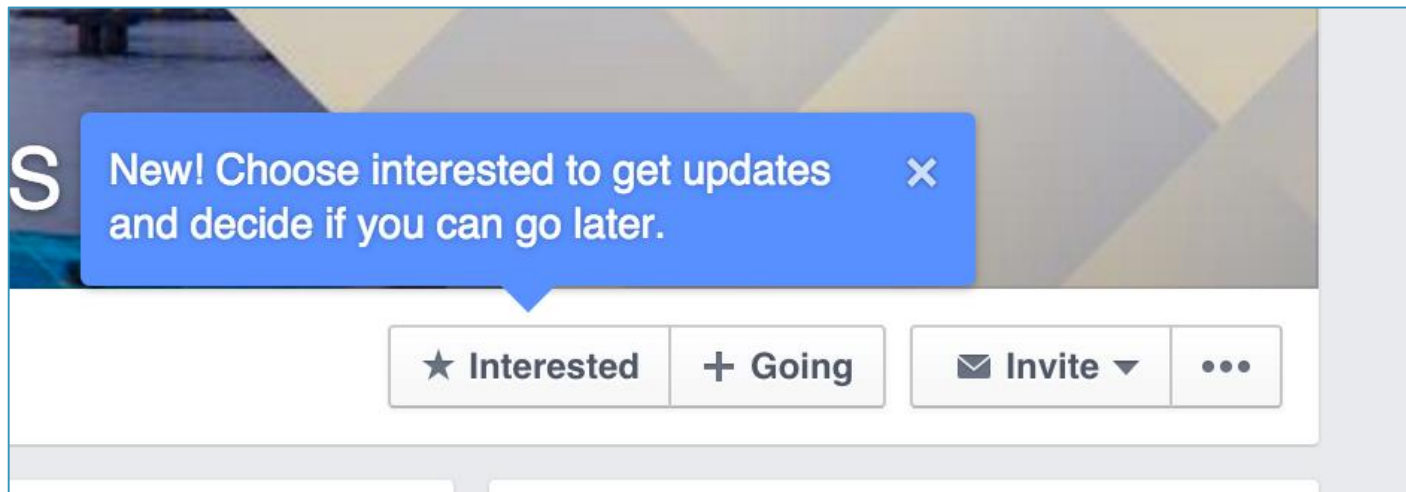 S
New! Choose interested to get updates
and decide if you can go later.
Interested
Going
Invite